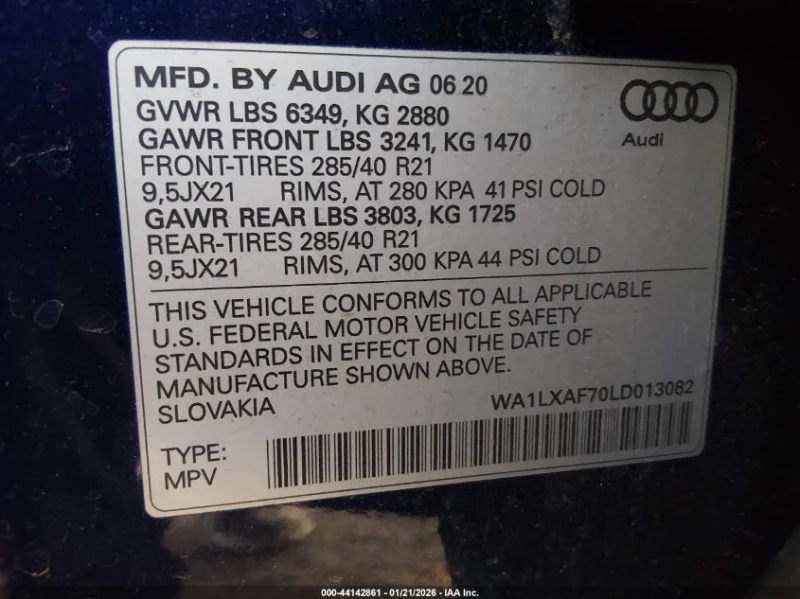 MFD. BY AUDI AG 06 20
GVWR LBS 6349, KG 2880
GAWR FRONT LBS 3241, KG 1470
FRONT-TIRES 285/40 R21
9,5JX21 RIMS, AT 280 KPA 41 PSI COLD
GAWR REAR LBS 3803, KG 1725
REAR-TIRES 285/40 R21
9,5JX21 RIMS, AT 300 KPA 44 PSI COLD
Audi
THIS VEHICLE CONFORMS TO ALL APPLICABLE
U.S. FEDERAL MOTOR VEHICLE SAFETY
STANDARDS IN EFFECT ON THE DATE OF
MANUFACTURE SHOWN ABOVE.
SLOVAKIA WA1LXAF70LD013082
TYPE:
MPV
000-44142861 - 01/21/2026 - IAA Inc.